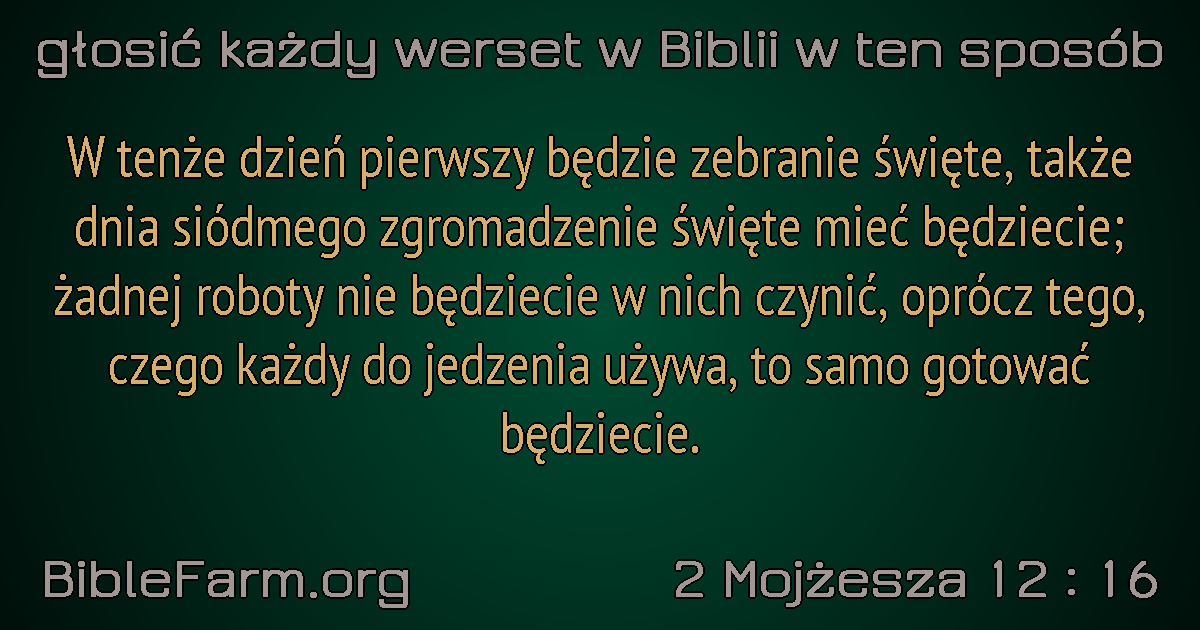 głosić każdy werset w Biblii w ten sposób
W tenże dzień pierwszy będzie zebranie święte, także
dnia siódmego zgromadzenie święte mieć będziecie;
żadnej roboty nie będziecie w nich czynić, oprócz tego,
czego każdy do jedzenia używa, to samo gotować
będziecie.
BibleFarm.org
2 Mojżesza 12 : 16